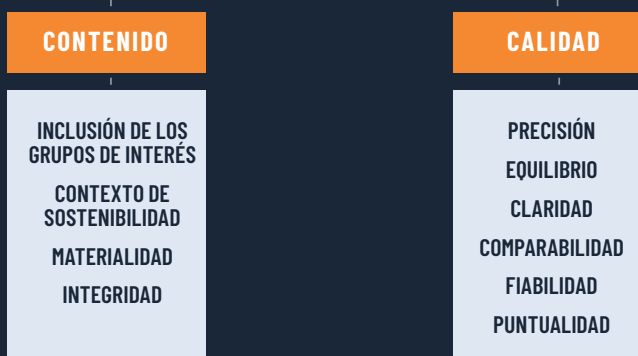 CONTENIDO
INCLUSIÓN DE LOS
GRUPOS DE INTERÉS
CONTEXTO DE
SOSTENIBILIDAD
MATERIALIDAD
INTEGRIDAD
CALIDAD
PRECISIÓN
EQUILIBRIO
CLARIDAD
COMPARABILIDAD
FIABILIDAD
PUNTUALIDAD